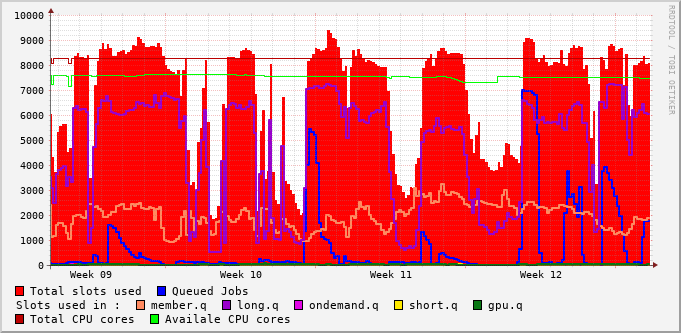 10000
9000
8000
7000
6000
5000
4000
3000
2000
1000
0
Week 09 Week 10 Week 11 Week 12
RRDTOOL / TOBI OETIKER
Total slots used Queued Jobs
Slots used in : member.q long.q ondemand.q short.q gpu.q
Total CPU cores Availale CPU cores